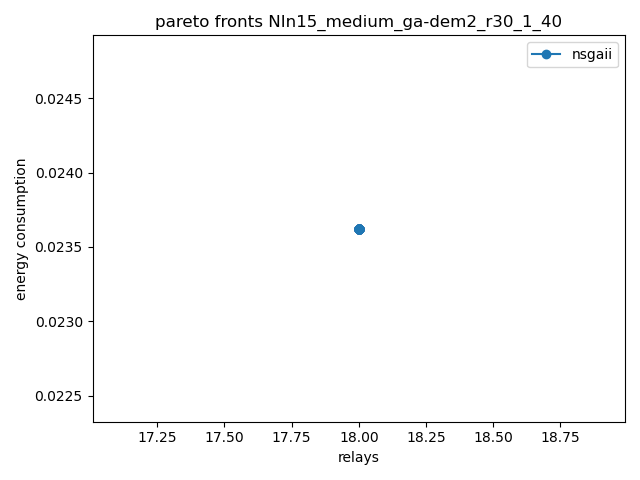 pareto fronts NIn15_medium_ga-dem2_r30_1_40
nsgaii
0.0245
0.0240
0.0235
0.0230
0.0225
energy consumption
17.25 17.50 17.75 18.00 18.25 18.50 18.75
relays